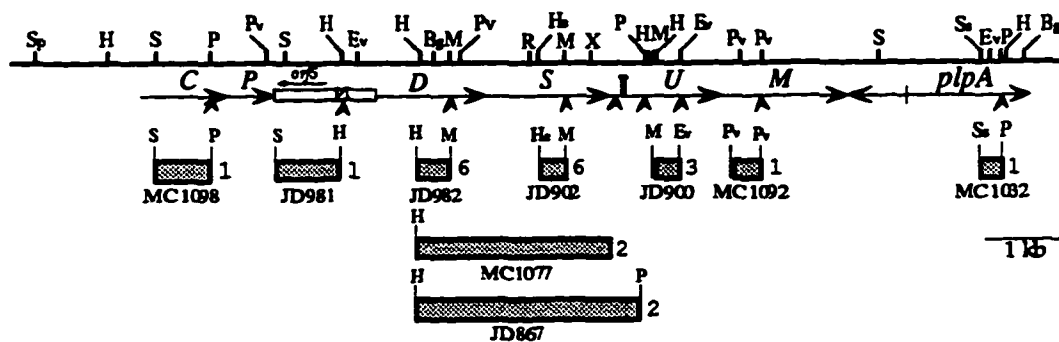 Sp H S P Pv S H Ev H Bg M Pv R Hs M X P H M H Ev Pv Pv S Ss Ev P H Bg
C P orf5 D S I U M plpA
S P S H H M Hs M M Ev Pv Pv Ss P
1 1 6 6 3 1 1
MC1098 JD981 JD982 JD902 JD900 MC1092 MC1032
H
2 1 kb
MC1077
H P
2
JD867